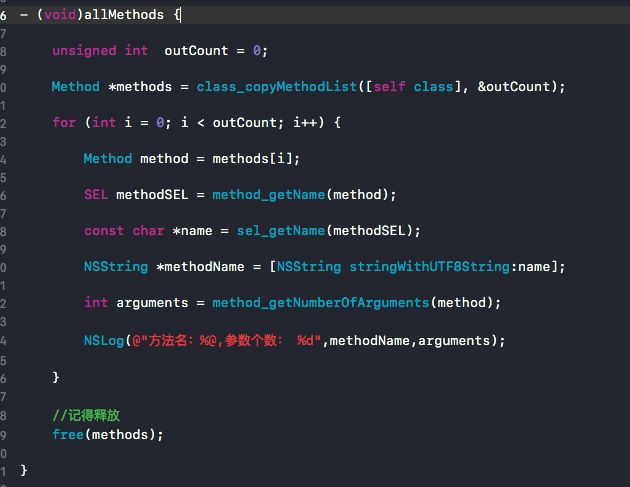 6 - (void)allMethods {
7
8 unsigned int  outCount = 0;
9
0 Method *methods = class_copyMethodList([self class], &outCount);
1
2 for (int i = 0; i < outCount; i++) {
3
4 Method method = methods[i];
5
6 SEL methodSEL = method_getName(method);
7
8 const char *name = sel_getName(methodSEL);
9
0 NSString *methodName = [NSString stringWithUTF8String:name];
1
2 int arguments = method_getNumberOfArguments(method);
3
4 NSLog(@"方法名：%@,参数个数： %d",methodName,arguments);
5
6 }
7
8 //记得释放
9 free(methods);
0
1 }